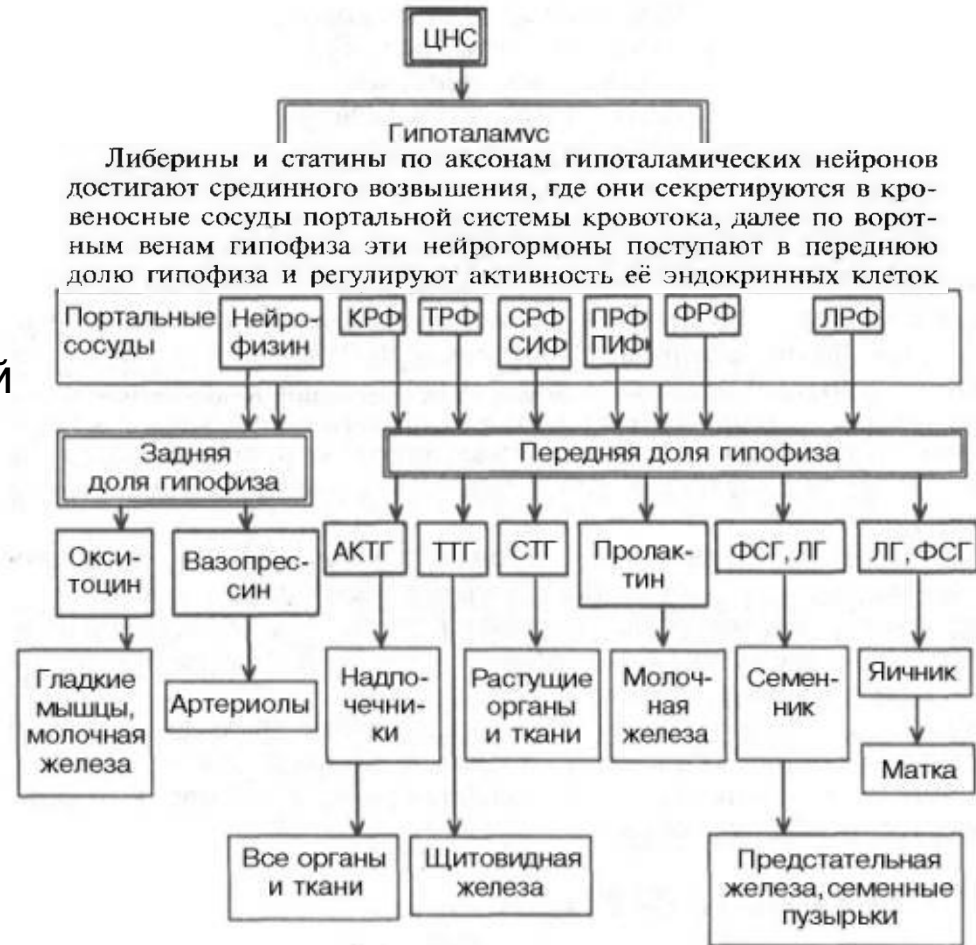 ЦНС
Гипоталамус
Либерины и статины по аксонам гипоталамических нейронов
достигают срединного возвышения, где они секретируются в кро-
веносные сосуды портальной системы кровотока, далее по ворот-
ным венам гипофиза эти нейрогормоны поступают в переднюю
долю гипофиза и регулируют активность её эндокринных клеток
Портальные
сосуды
Нейро-
физин
КРФ
ТРФ
СРФ
СИФ
ПРФ
ПИФ
ФРФ
ЛРФ
й
Задняя
доля гипофиза
Передняя доля гипофиза
Окси-
тоцин
Вазопрес-
син
АКТГ
ТТГ
СТГ
Пролак-
тин
ФСГ, ЛГ
ЛГ, ФСГ
Гладкие
мышцы,
молочная
железа
Артериолы
Надпо-
чечни-
ки
Растущие
органы
и ткани
Молоч-
ная
железа
Семен-
ник
Яичник
Матка
Все органы
и ткани
Щитовидная
железа
Предстательная
железа, семенные
пузырьки